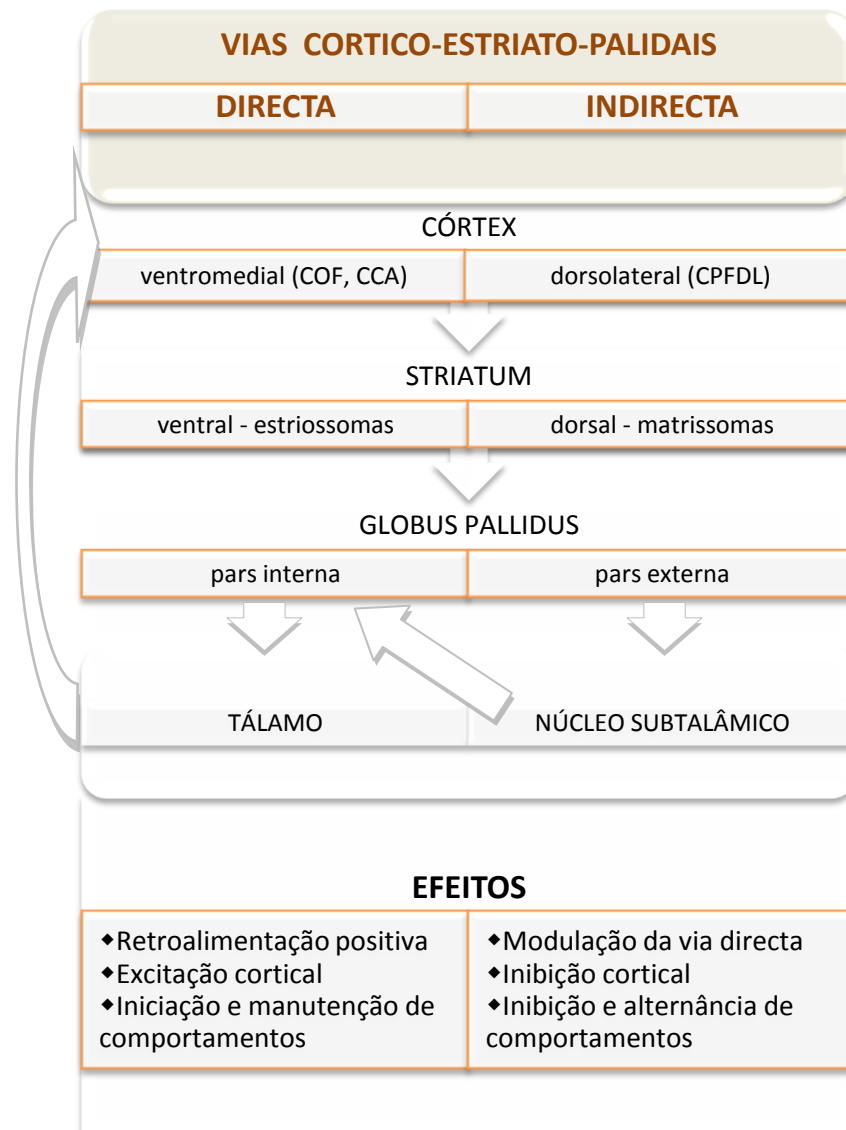 VIAS CORTICO-ESTRIATO-PALIDAIS
DIRECTA
INDIRECTA
CÓRTEX
ventromedial (COF, CCA)
dorsolateral (CPFDL)
STRIATUM
ventral - estriossomas
dorsal - matrissomas
GLOBUS PALLIDUS
pars interna
pars externa
TÁLAMO
NÚCLEO SUBTALÂMICO
EFEITOS
◆Retroalimentação positiva
◆Excitação cortical
◆Iniciação e manutenção de
comportamentos
◆Modulação da via directa
◆Inibição cortical
◆Inibição e alternância de
comportamentos